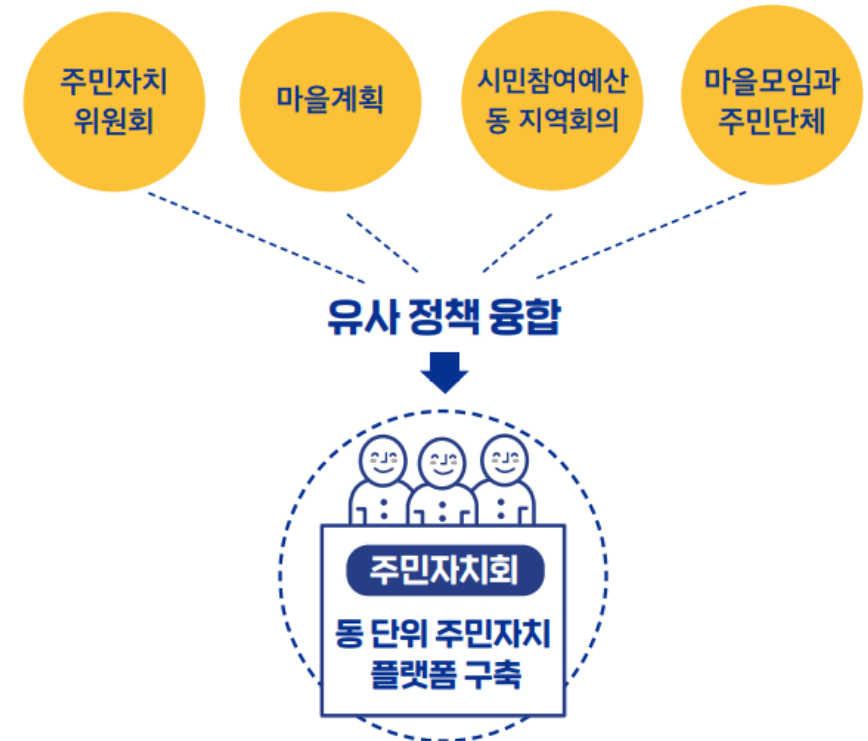 주민자치
위원회
마을계획
시민참여예산
동 지역회의
마을모임과
주민단체
유사 정책 융합
주민자치회
동 단위 주민자치
플랫폼 구축